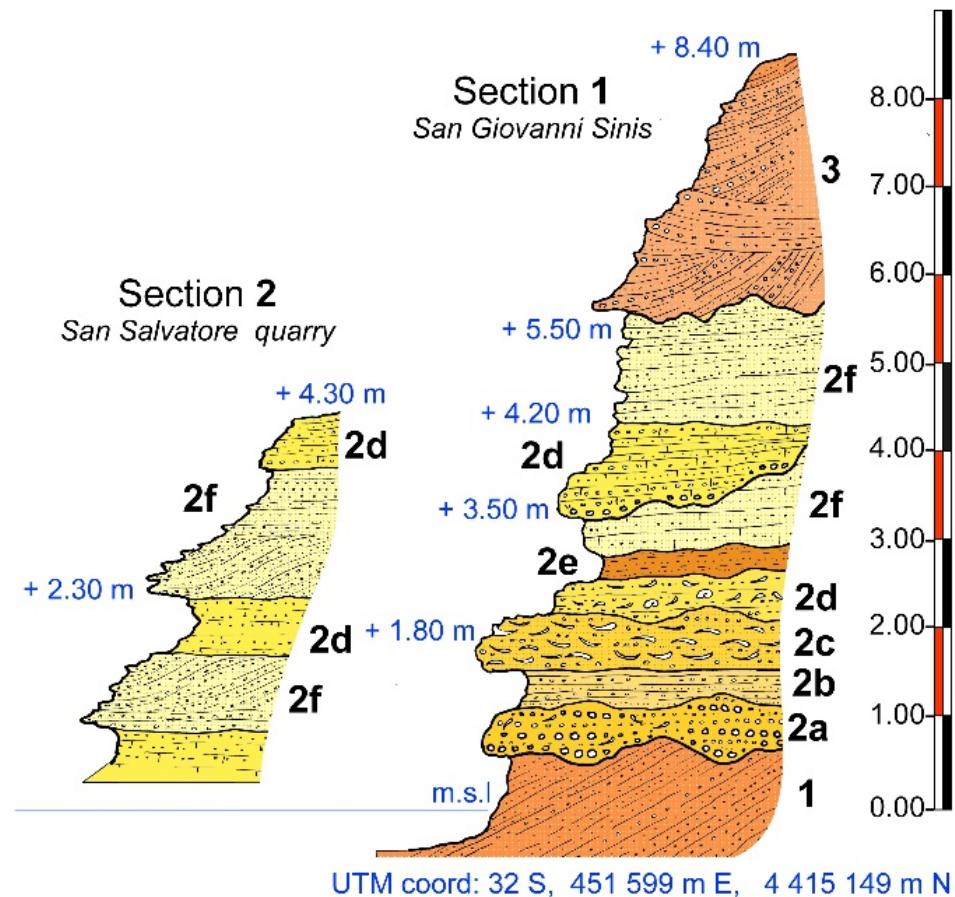 + 8.40 m
Section 1
San Giovanni Sinis
8.00
3
7.00
6.00
Section 2
San Salvatore quarry
+ 5.50 m
5.00
2f
+ 4.30 m
+ 4.20 m
2d
2d
4.00
2f
+ 3.50 m
2f
3.00
2e
+ 2.30 m
2d
+ 1.80 m
2d
2c
2.00
2b
2f
2a
1.00
m.s.l
1
0.00
UTM coord: 32 S, 451 599 m E, 4 415 149 m N